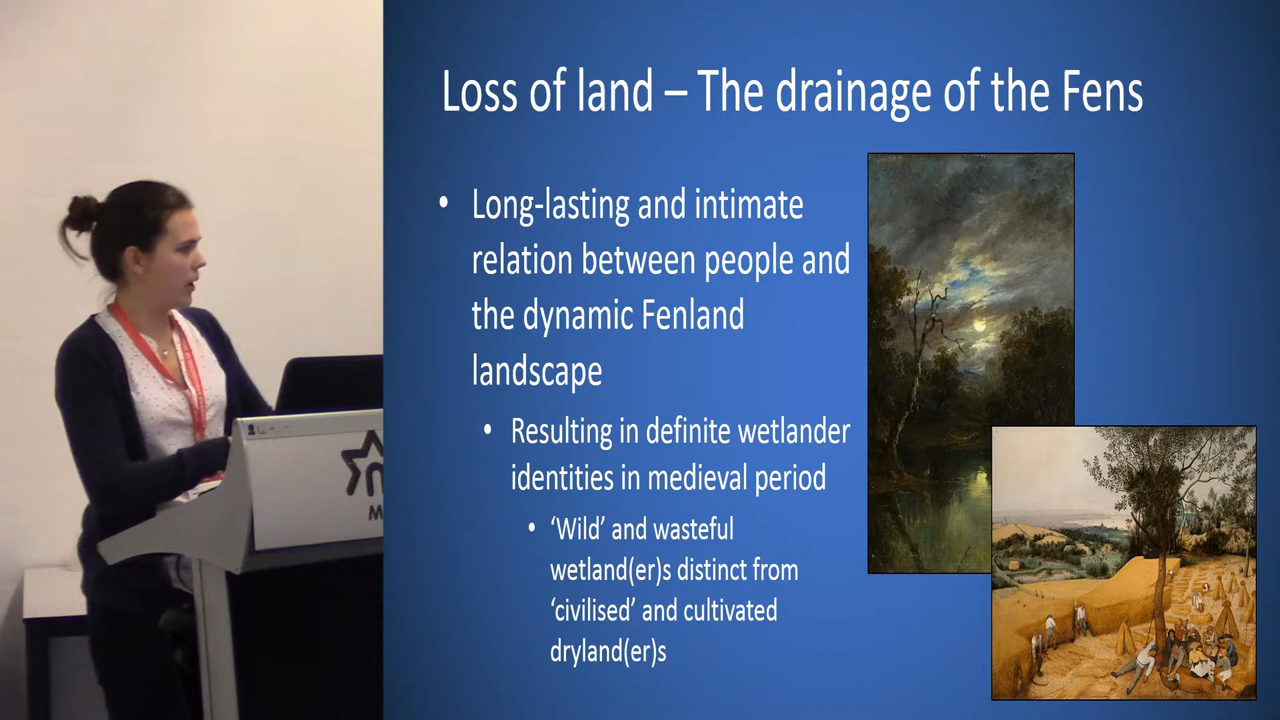 Loss of land – The drainage of the Fens
• Long-lasting and intimate
relation between people and
the dynamic Fenland
landscape
• Resulting in definite wetlander
identities in medieval period
• ‘Wild’ and wasteful
wetland(er)s distinct from
‘civilised’ and cultivated
dryland(er)s